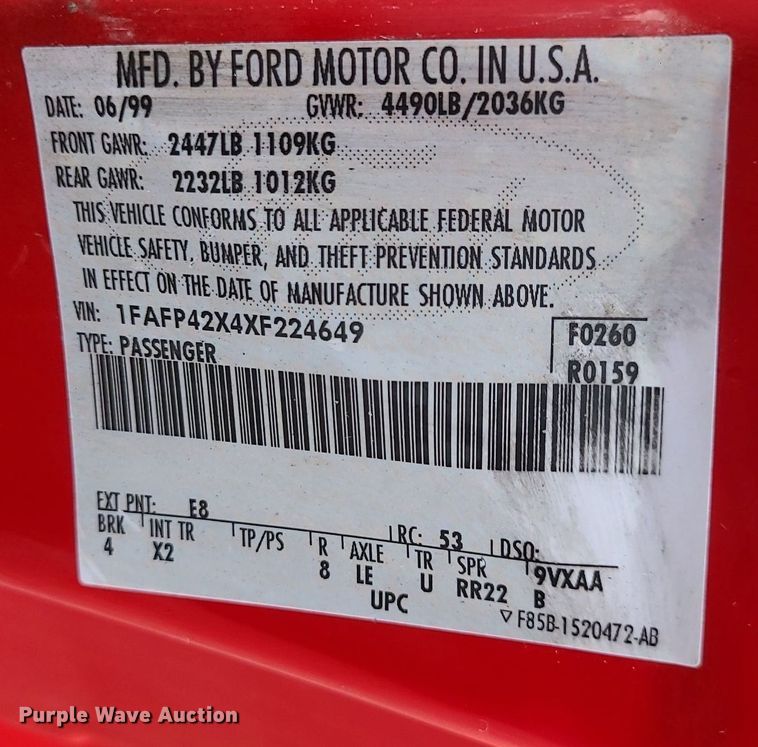 MFD. BY FORD MOTOR CO. IN U.S.A.
DATE: 06/99 GVWR: 4490LB/2036KG
FRONT GAWR: 2447LB 1109KG
REAR GAWR: 2232LB 1012KG
THIS VEHICLE CONFORMS TO ALL APPLICABLE FEDERAL MOTOR
VEHICLE SAFETY, BUMPER, AND THEFT PREVENTION STANDARDS
IN EFFECT ON THE DATE OF MANUFACTURE SHOWN ABOVE.
VIN: 1FAFP42X4XF224649 F0260
TYPE: PASSENGER R0159
EXT PNT: E8 RC: 53 DSO:
BRK INT TR TP/PS R AXLE TR SPR 9VXAA
4 X2 8 LE U RR22 B
UPC ▽F85B-1520472-AB
Purple Wave Auction